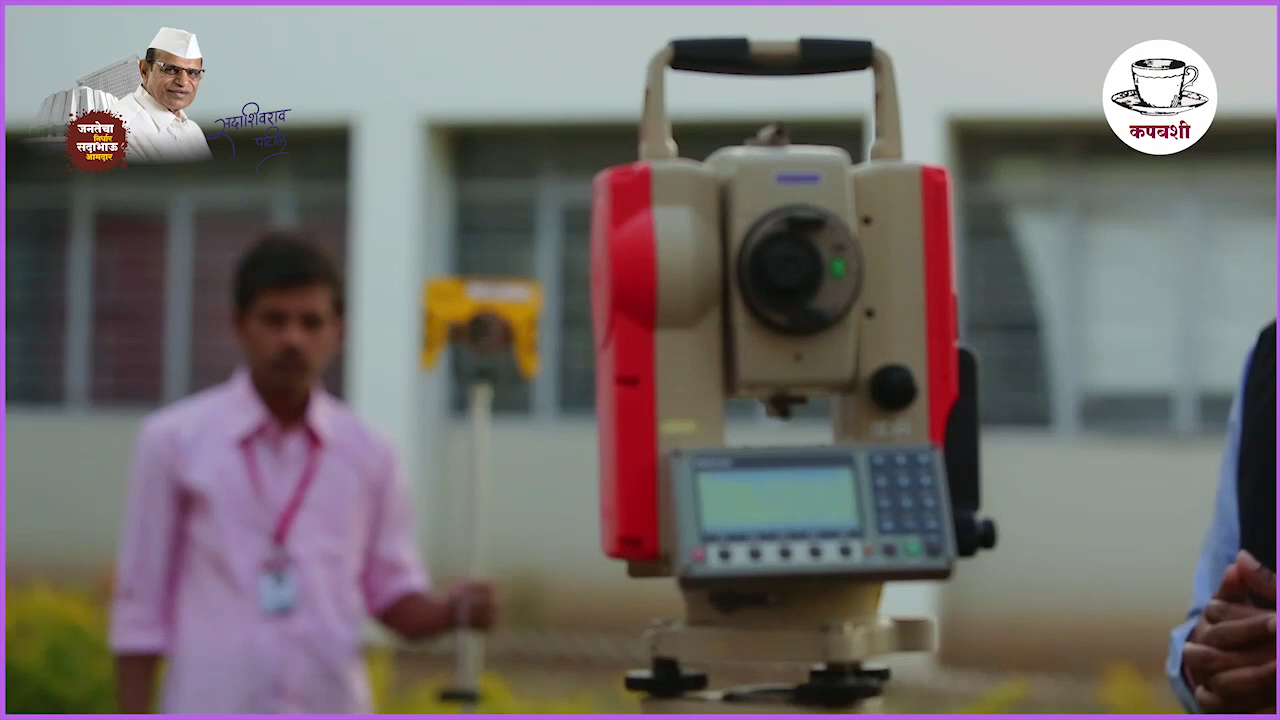 जनतेचा
निर्धार
सदाभाऊ
आमदार
सदाशिवराव
पाटील
कपबशी